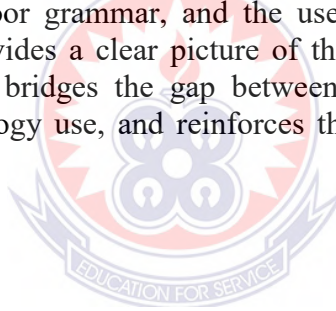 oor grammar, and the use
vides a clear picture of th
bridges the gap between
ogy use, and reinforces th
EDUCATION FOR SERVICE